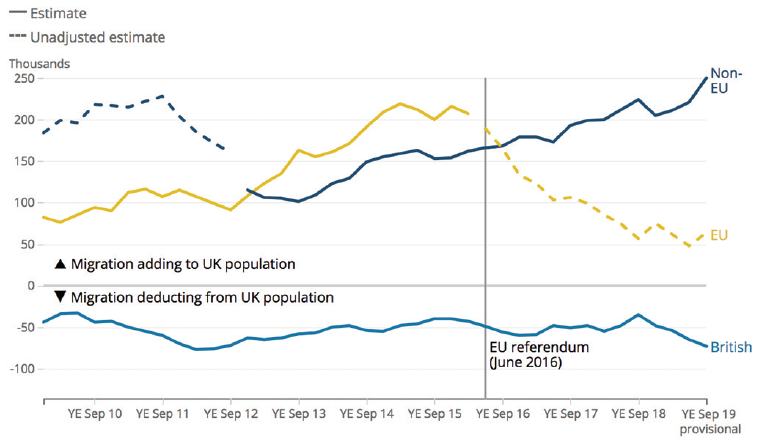 Estimate
Unadjusted estimate
Thousands
250
200
150
100
50
0
-50
-100
Non-
EU
EU
▲ Migration adding to UK population
▼ Migration deducting from UK population
British
EU referendum
(June 2016)
YE Sep 10
YE Sep 11
YE Sep 12
YE Sep 13
YE Sep 14
YE Sep 15
YE Sep 16
YE Sep 17
YE Sep 18
YE Sep 19
provisional